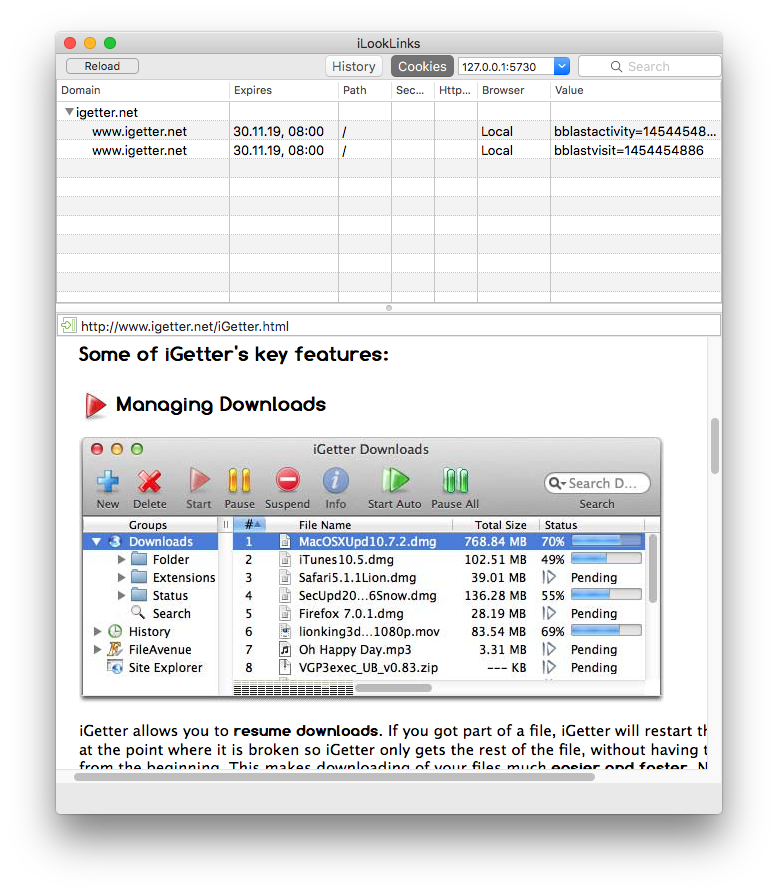 iLookLinks
Reload History Cookies 127.0.0.1:5730 Search
Domain Expires Path Sec... Http... Browser Value
igetter.net
www.igetter.net 30.11.19, 08:00 / Local bblastactivity=14544548...
www.igetter.net 30.11.19, 08:00 / Local bblastvisit=1454454886
http://www.igetter.net/iGetter.html
Some of iGetter's key features:
Managing Downloads
iGetter Downloads
New Delete Start Pause Suspend Info Start Auto Pause All Search D...
Search
Groups # File Name Total Size Status
Downloads 1 MacOSXUpd10.7.2.dmg 768.84 MB 70%
Folder 2 iTunes10.5.dmg 102.51 MB 49%
Extensions 3 Safari5.1.1Lion.dmg 39.01 MB Pending
Status 4 SecUpd20...6Snow.dmg 136.28 MB 55%
Search 5 Firefox 7.0.1.dmg 28.19 MB Pending
History 6 lionking3d...1080p.mov 83.54 MB 69%
FileAvenue 7 Oh Happy Day.mp3 3.31 MB Pending
Site Explorer 8 VGP3exec_UB_v0.83.zip --- KB Pending
iGetter allows you to resume downloads. If you got part of a file, iGetter will restart th
at the point where it is broken so iGetter only gets the rest of the file, without having t
from the beginning. This makes downloading of your files much easier and faster. N